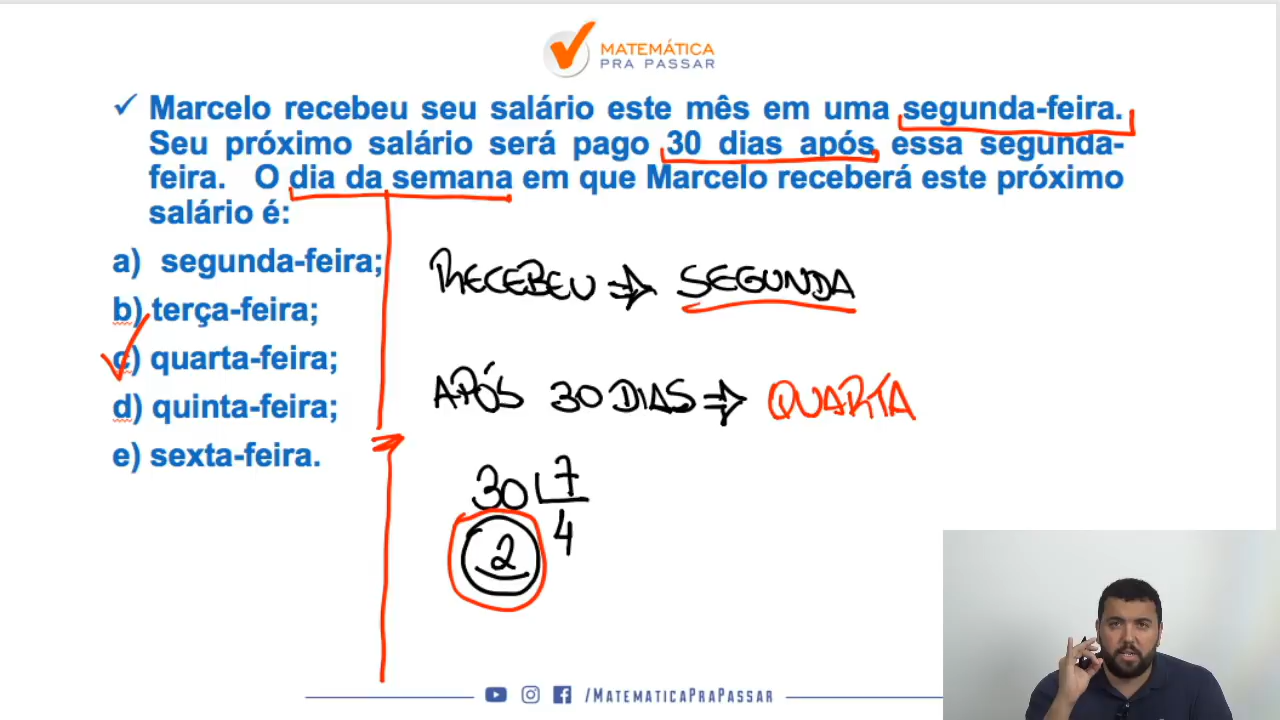 MATEMÁTICA
PRA PASSAR
✓ Marcelo recebeu seu salário este mês em uma segunda-feira.
Seu próximo salário será pago 30 dias após essa segunda-
feira. O dia da semana em que Marcelo receberá este próximo
salário é:
a) segunda-feira;
b) terça-feira;
c) quarta-feira;
d) quinta-feira;
e) sexta-feira.
RECEBEU ⇒ SEGUNDA
APÓS 30 DIAS ⇒ QUARTA
30 7
2 4
/MATEMATICAPRAPASSAR